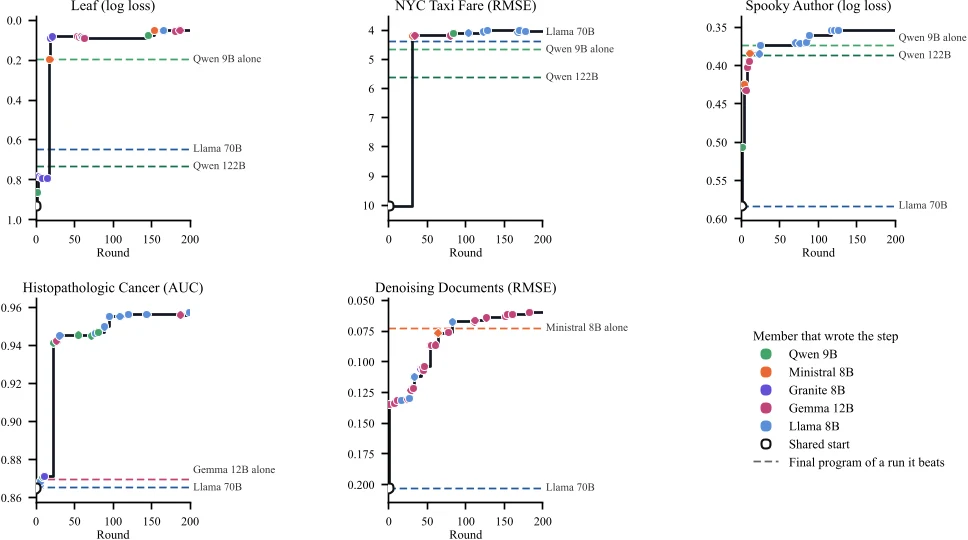 Leaf (log loss)
0.0
0.2
0.4
0.6
0.8
1.0
Qwen 9B alone
Llama 70B
Qwen 122B
0 50 100 150 200
Round
NYC Taxi Fare (RMSE)
4
5
6
7
8
9
10
Llama 70B
Qwen 9B alone
Qwen 122B
0 50 100 150 200
Round
Spooky Author (log loss)
0.35
0.40
0.45
0.50
0.55
0.60
Qwen 9B alone
Qwen 122B
Llama 70B
0 50 100 150 200
Round
Histopathologic Cancer (AUC)
0.96
0.94
0.92
0.90
0.88
0.86
Gemma 12B alone
Llama 70B
0 50 100 150 200
Round
Denoising Documents (RMSE)
0.050
0.075
0.100
0.125
0.150
0.175
0.200
Ministral 8B alone
Llama 70B
0 50 100 150 200
Round
Member that wrote the step
Qwen 9B
Ministral 8B
Granite 8B
Gemma 12B
Llama 8B
Shared start
Final program of a run it beats